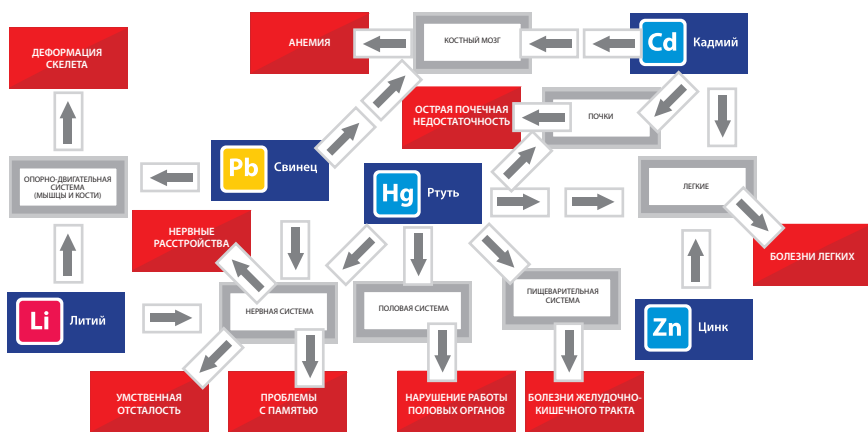 АНЕМИЯ
КОСТНЫЙ МОЗГ
Cd
Кадмий
ДЕФОРМАЦИЯ
СКЕЛЕТА
ОСТРАЯ ПОЧЕЧНАЯ
НЕДОСТАТОЧНОСТЬ
ПОЧКИ
ОПОРНО-ДВИГАТЕЛЬНАЯ
СИСТЕМА
(МЫШЦЫ И КОСТИ)
Pb
Свинец
Hg
Ртуть
ЛЕГКИЕ
НЕРВНЫЕ
РАССТРОЙСТВА
БОЛЕЗНИ ЛЕГКИХ
Li
Литий
НЕРВНАЯ СИСТЕМА
ПОЛОВАЯ СИСТЕМА
ПИЩЕВАРИТЕЛЬНАЯ
СИСТЕМА
Zn
Цинк
УМСТВЕННАЯ
ОТСТАЛОСТЬ
ПРОБЛЕМЫ
С ПАМЯТЬЮ
НАРУШЕНИЕ РАБОТЫ
ПОЛОВЫХ ОРГАНОВ
БОЛЕЗНИ ЖЕЛУДОЧНО-
КИШЕЧНОГО ТРАКТА